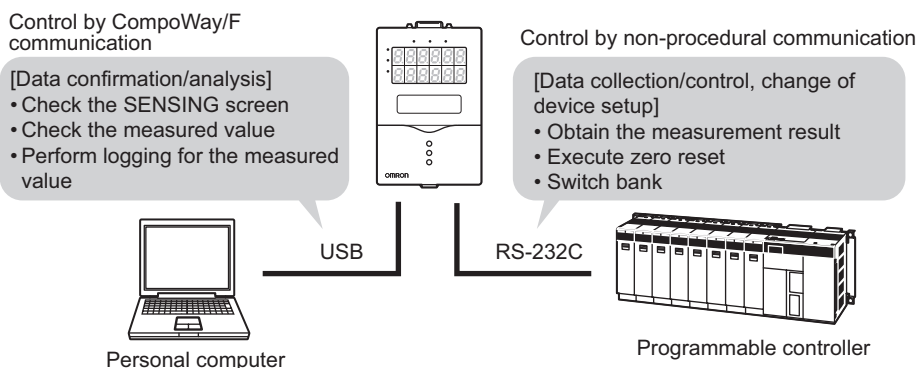 Control by CompoWay/F
communication
[Data confirmation/analysis]
• Check the SENSING screen
• Check the measured value
• Perform logging for the measured
value
OMRON
Control by non-procedural communication
[Data collection/control, change of
device setup]
• Obtain the measurement result
• Execute zero reset
• Switch bank
USB
RS-232C
Personal computer
Programmable controller